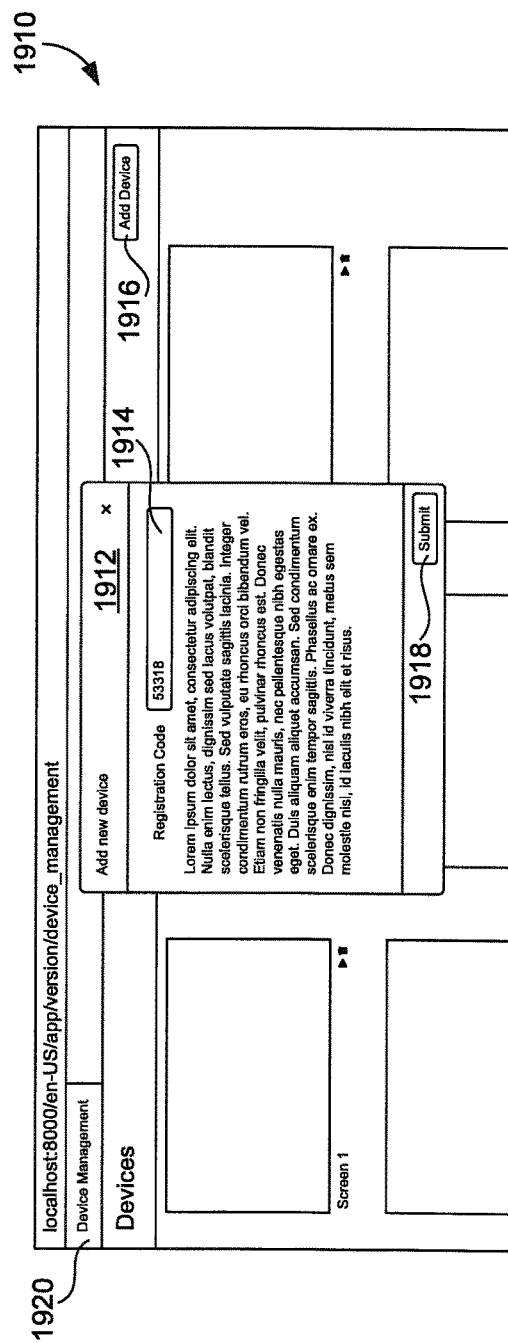 1910
localhost:8000/en-US/app/version/device_management
1920
Device Management
Devices
1916
Add Device
Add new device
1912
×
1914
Registration Code
5331B
Lorem ipsum dolor sit amet, consectetur adipiscing elit.
Nulla enim lectus, dignissim sed lacus volutpat, blandit
scelerisque tellus. Sed vulputate sagittis lacinia. Integer
condimentum rutrum eros, eu rhoncus orci bibendum vel.
Etiam non fringilla velit, pulvinar rhoncus est. Donec
venenatis nulla mauris, nec pellentesque nibh egestas
eget. Duis aliquam aliquet accumsan. Sed condimentum
scelerisque enim tempor sagittis. Phasellus ac ornare ex.
Donec dignissim, nisl id viverra tincidunt, metus sem
molestie nisl, id iaculis nibh elit et risus.
1918
Submit
Screen 1